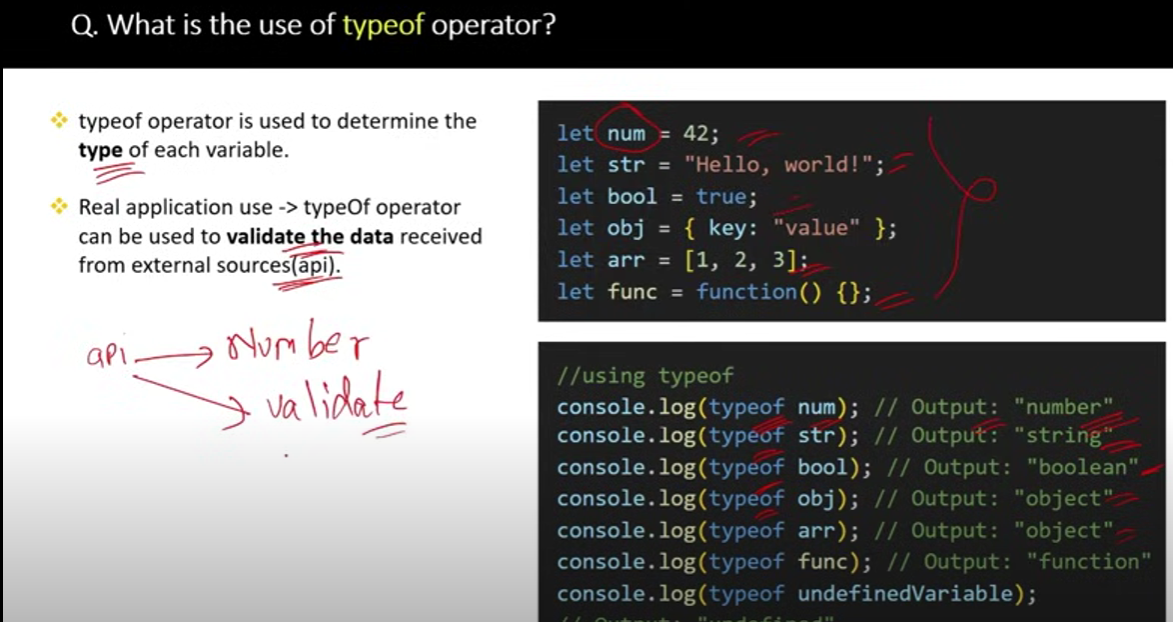 Q. What is the use of typeof operator?
typeof operator is used to determine the
type of each variable.
Real application use -> typeOf operator
can be used to validate the data received
from external sources(api).
api
Number
validate
let num = 42;
let str = "Hello, world!";
let bool = true;
let obj = { key: "value" };
let arr = [1, 2, 3];
let func = function() {};
//using typeof
console.log(typeof num); // Output: "number"
console.log(typeof str); // Output: "string"
console.log(typeof bool); // Output: "boolean"
console.log(typeof obj); // Output: "object"
console.log(typeof arr); // Output: "object"
console.log(typeof func); // Output: "function"
console.log(typeof undefinedVariable);
// Output: "undefined"